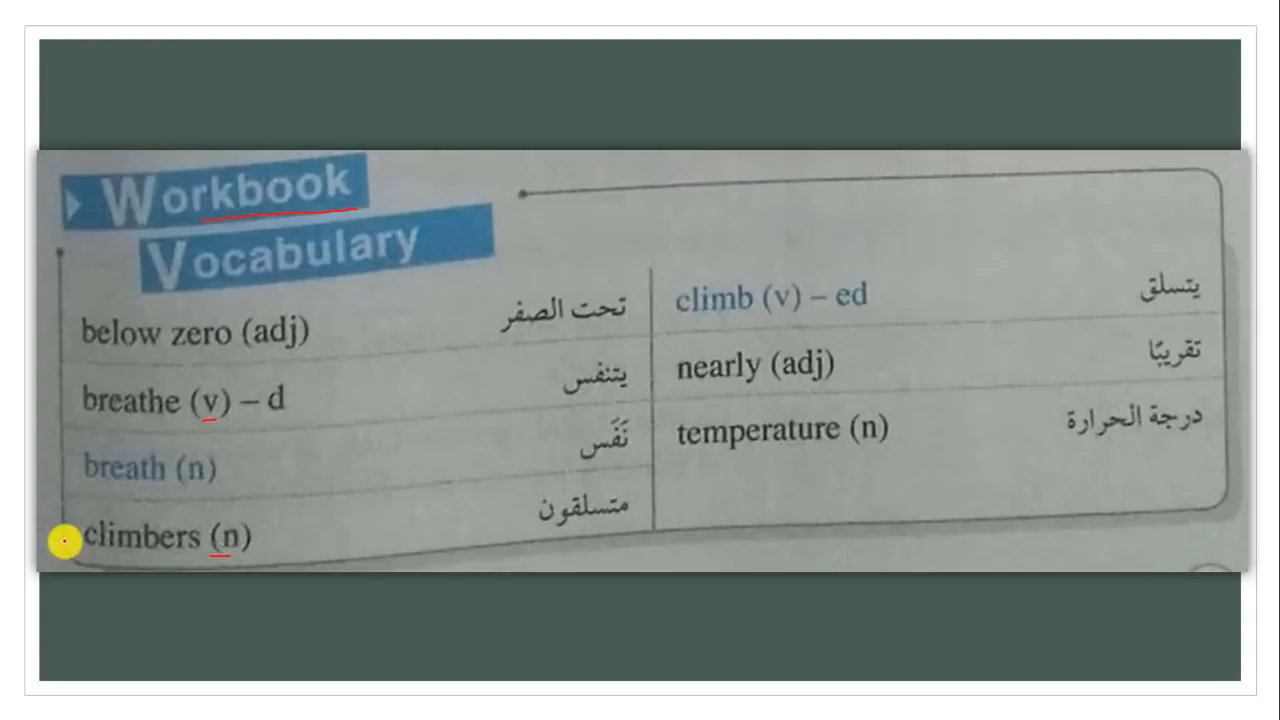 Workbook
Vocabulary
below zero (adj) تحت الصفر
breathe (v) – d يتنفس
breath (n) نَفَس
climbers (n) متسلقون
climb (v) – ed يتسلق
nearly (adj) تقريبًا
temperature (n) درجة الحرارة